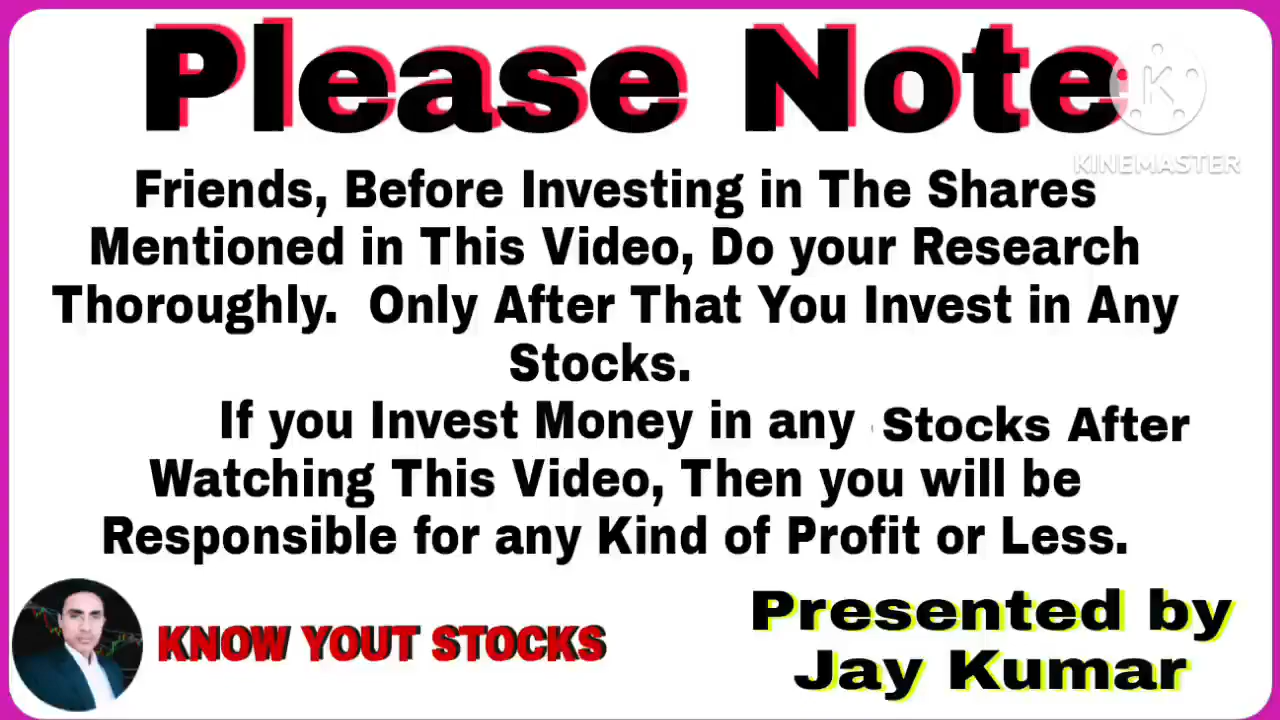 Please Note
KINEMASTER
Friends, Before Investing in The Shares
Mentioned in This Video, Do your Research
Thoroughly. Only After That You Invest in Any
Stocks.
If you Invest Money in any Stocks After
Watching This Video, Then you will be
Responsible for any Kind of Profit or Less.
KNOW YOUT STOCKS
Presented by
Jay Kumar